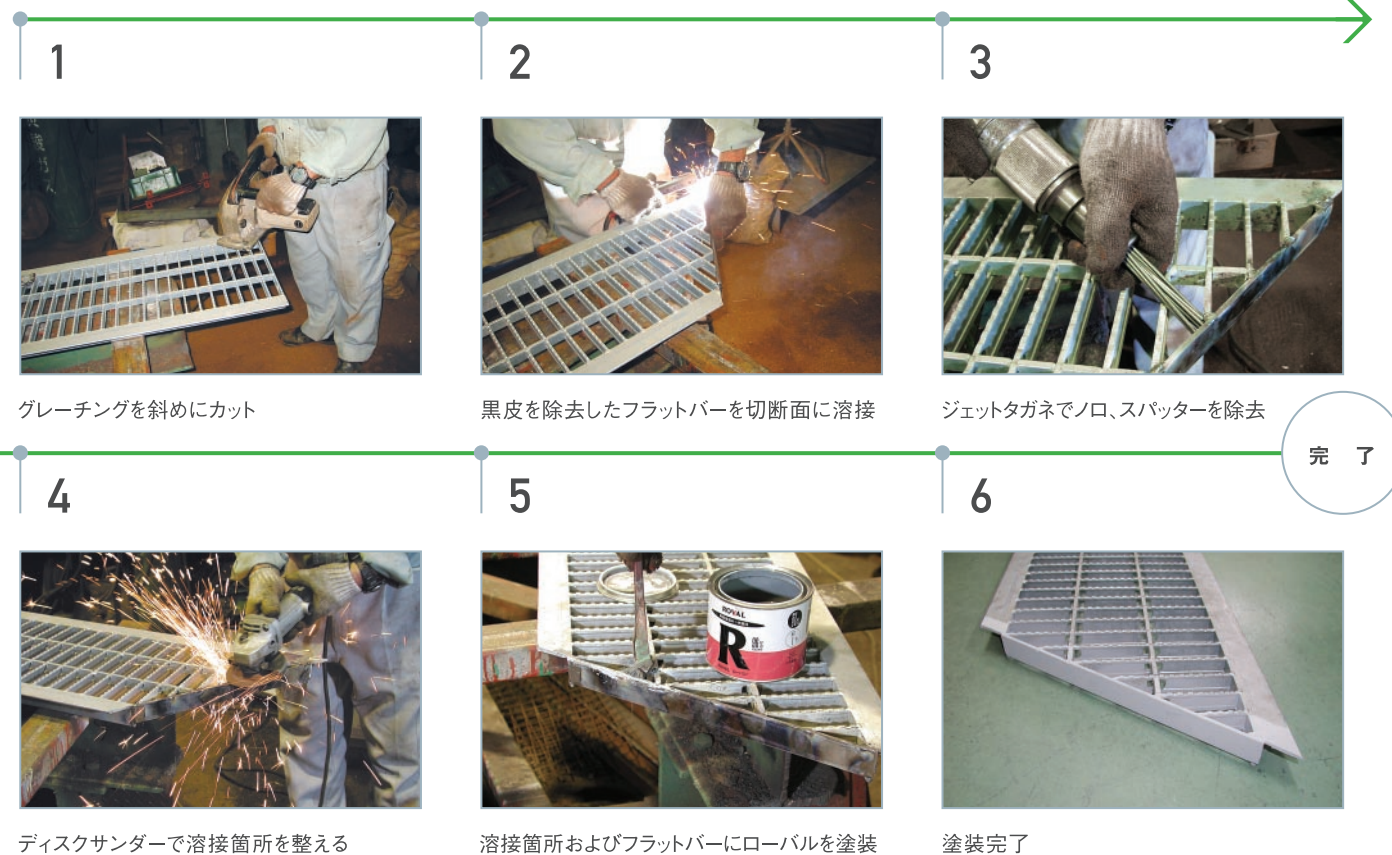 1
2
3
グレーチングを斜めにカット
黒皮を除去したフラットバーを切断面に溶接
ジェットタガネでノロ、スパッターを除去
完 了
4
5
6
ROVAL
R
ディスクサンダーで溶接箇所を整える
溶接箇所およびフラットバーにローバルを塗装
塗装完了